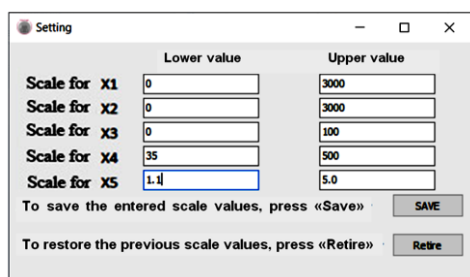 Setting
Lower value Upper value
Scale for X1 0 3000
Scale for X2 0 3000
Scale for X3 0 100
Scale for X4 35 500
Scale for X5 1.1 5.0
To save the entered scale values, press «Save» SAVE
To restore the previous scale values, press «Retire» Retire